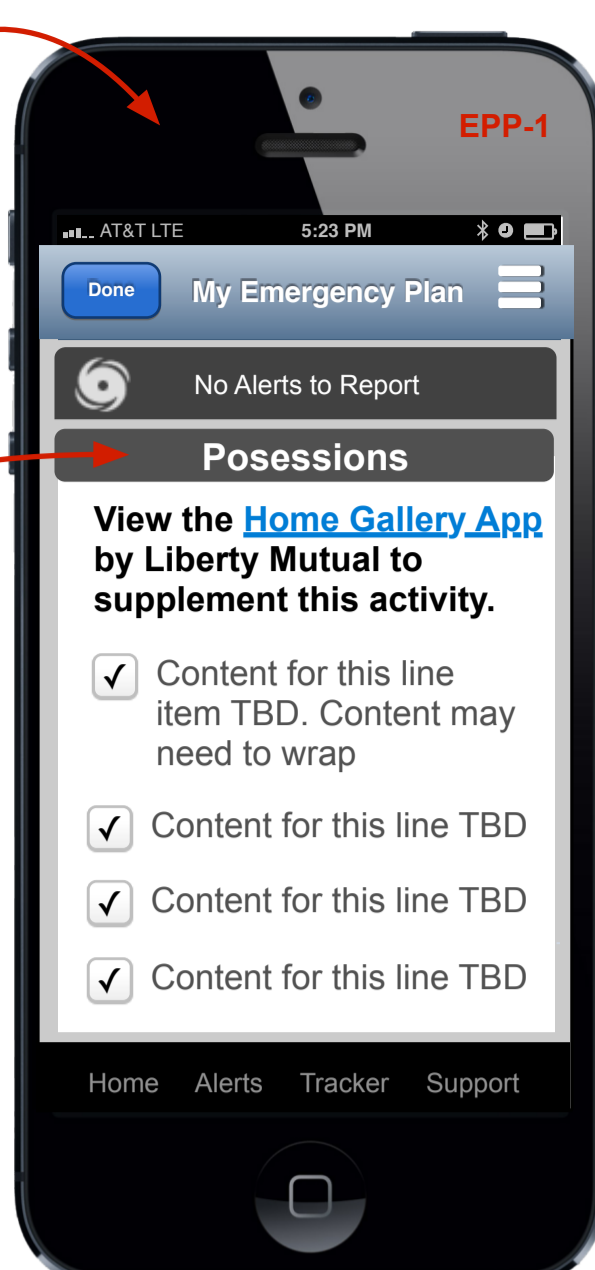 EPP-1
AT&T LTE 5:23 PM
Done My Emergency Plan
No Alerts to Report
Posessions
View the Home Gallery App
by Liberty Mutual to
supplement this activity.
✓ Content for this line
item TBD. Content may
need to wrap
✓ Content for this line TBD
✓ Content for this line TBD
✓ Content for this line TBD
Home Alerts Tracker Support